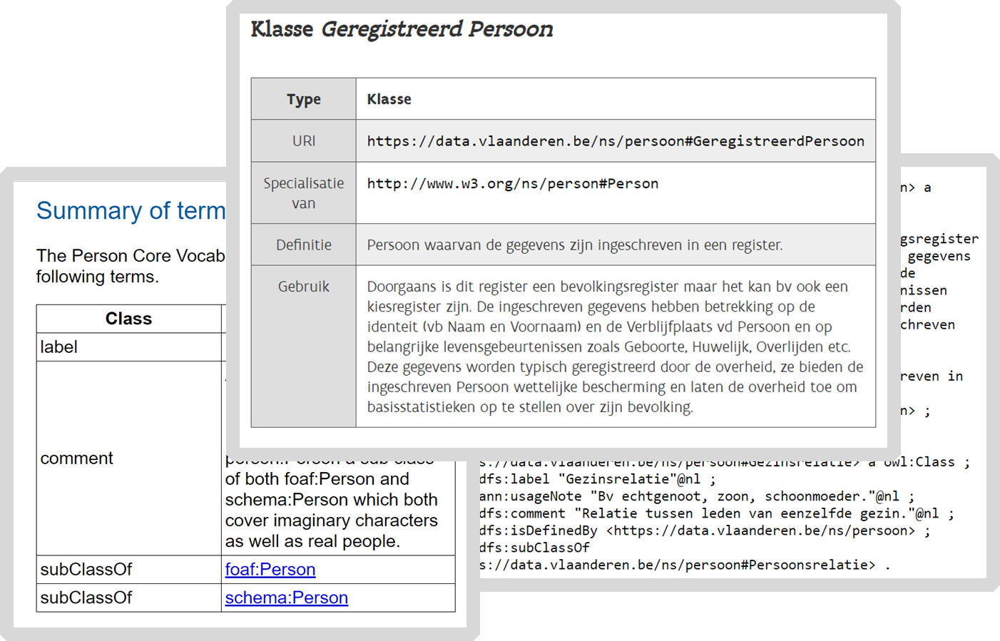 Klasse Geregistreerd Persoon
Type Klasse
URI https://data.vlaanderen.be/ns/persoon#GeregistreerdPersoon
Specialisatie van http://www.w3.org/ns/person#Person
Definitie Persoon waarvan de gegevens zijn ingeschreven in een register.
Gebruik Doorgaans is dit register een bevolkingsregister maar het kan bv ook een
kiesregister zijn. De ingeschreven gegevens hebben betrekking op de
identeit (vb Naam en Voornaam) en de Verblijfplaats vd Persoon en op
belangrijke levensgebeurtenissen zoals Geboorte, Huwelijk, Overlijden etc.
Deze gegevens worden typisch geregistreerd door de overheid, ze bieden de
ingeschreven Persoon wettelijke bescherming en laten de overheid toe om
basisstatistieken op te stellen over zijn bevolking.
Summary of term
The Person Core Vocab
following terms.
Class
label
comment
person:Person a sub class
of both foaf:Person and
schema:Person which both
cover imaginary characters
as well as real people.
subClassOf foaf:Person
subClassOf schema:Person
n> a
gsregister
gegevens
de
nissen
rden
chreven
reven in
n> ;
s://data.vlaanderen.be/ns/persoon#Gezinsrelatie> a owl:Class ;
dfs:label "Gezinsrelatie"@nl ;
ann:usageNote "Bv echtgenoot, zoon, schoonmoeder."@nl ;
dfs:comment "Relatie tussen leden van eenzelfde gezin."@nl ;
dfs:isDefinedBy <https://data.vlaanderen.be/ns/persoon> ;
dfs:subClassOf
s://data.vlaanderen.be/ns/persoon#Persoonsrelatie> .